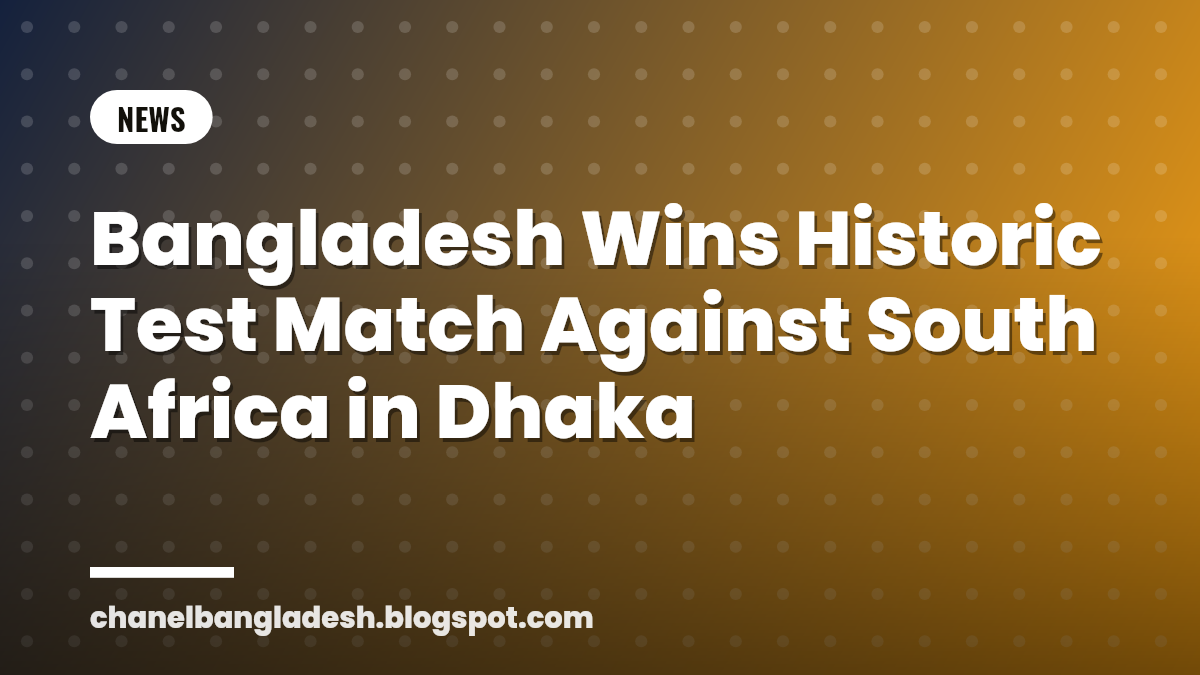 NEWS
Bangladesh Wins Historic
Test Match Against South
Africa in Dhaka
chanelbangladesh.blogspot.com